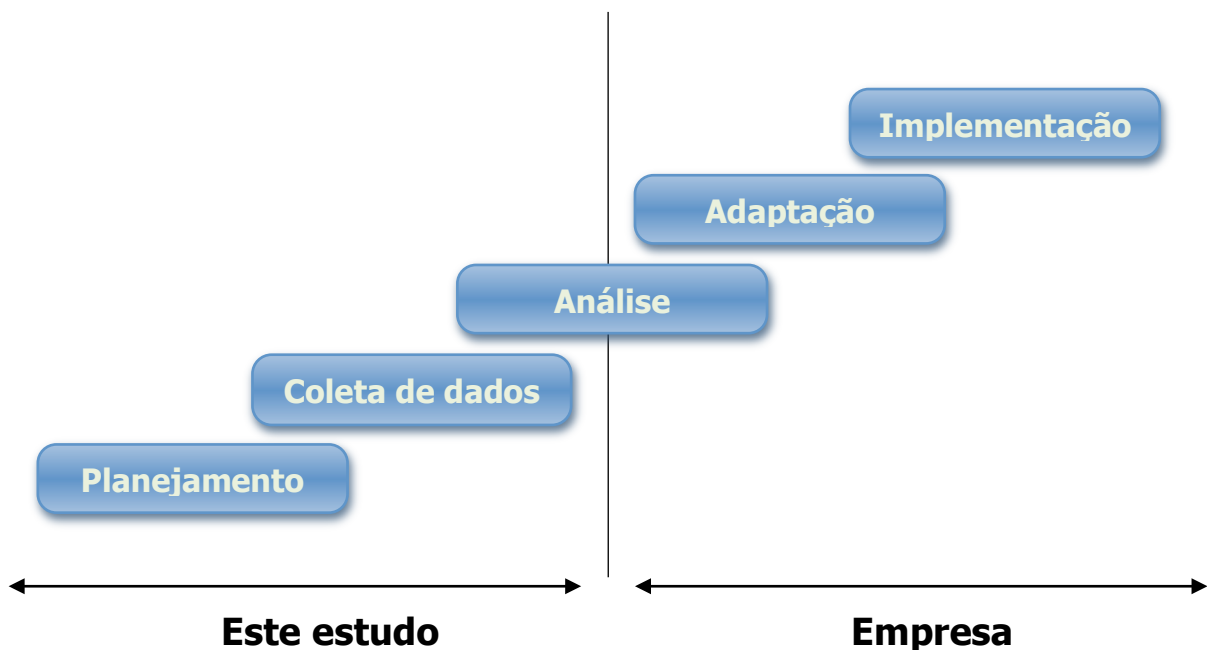 Implementação
Adaptação
Análise
Coleta de dados
Planejamento
Este estudo
Empresa